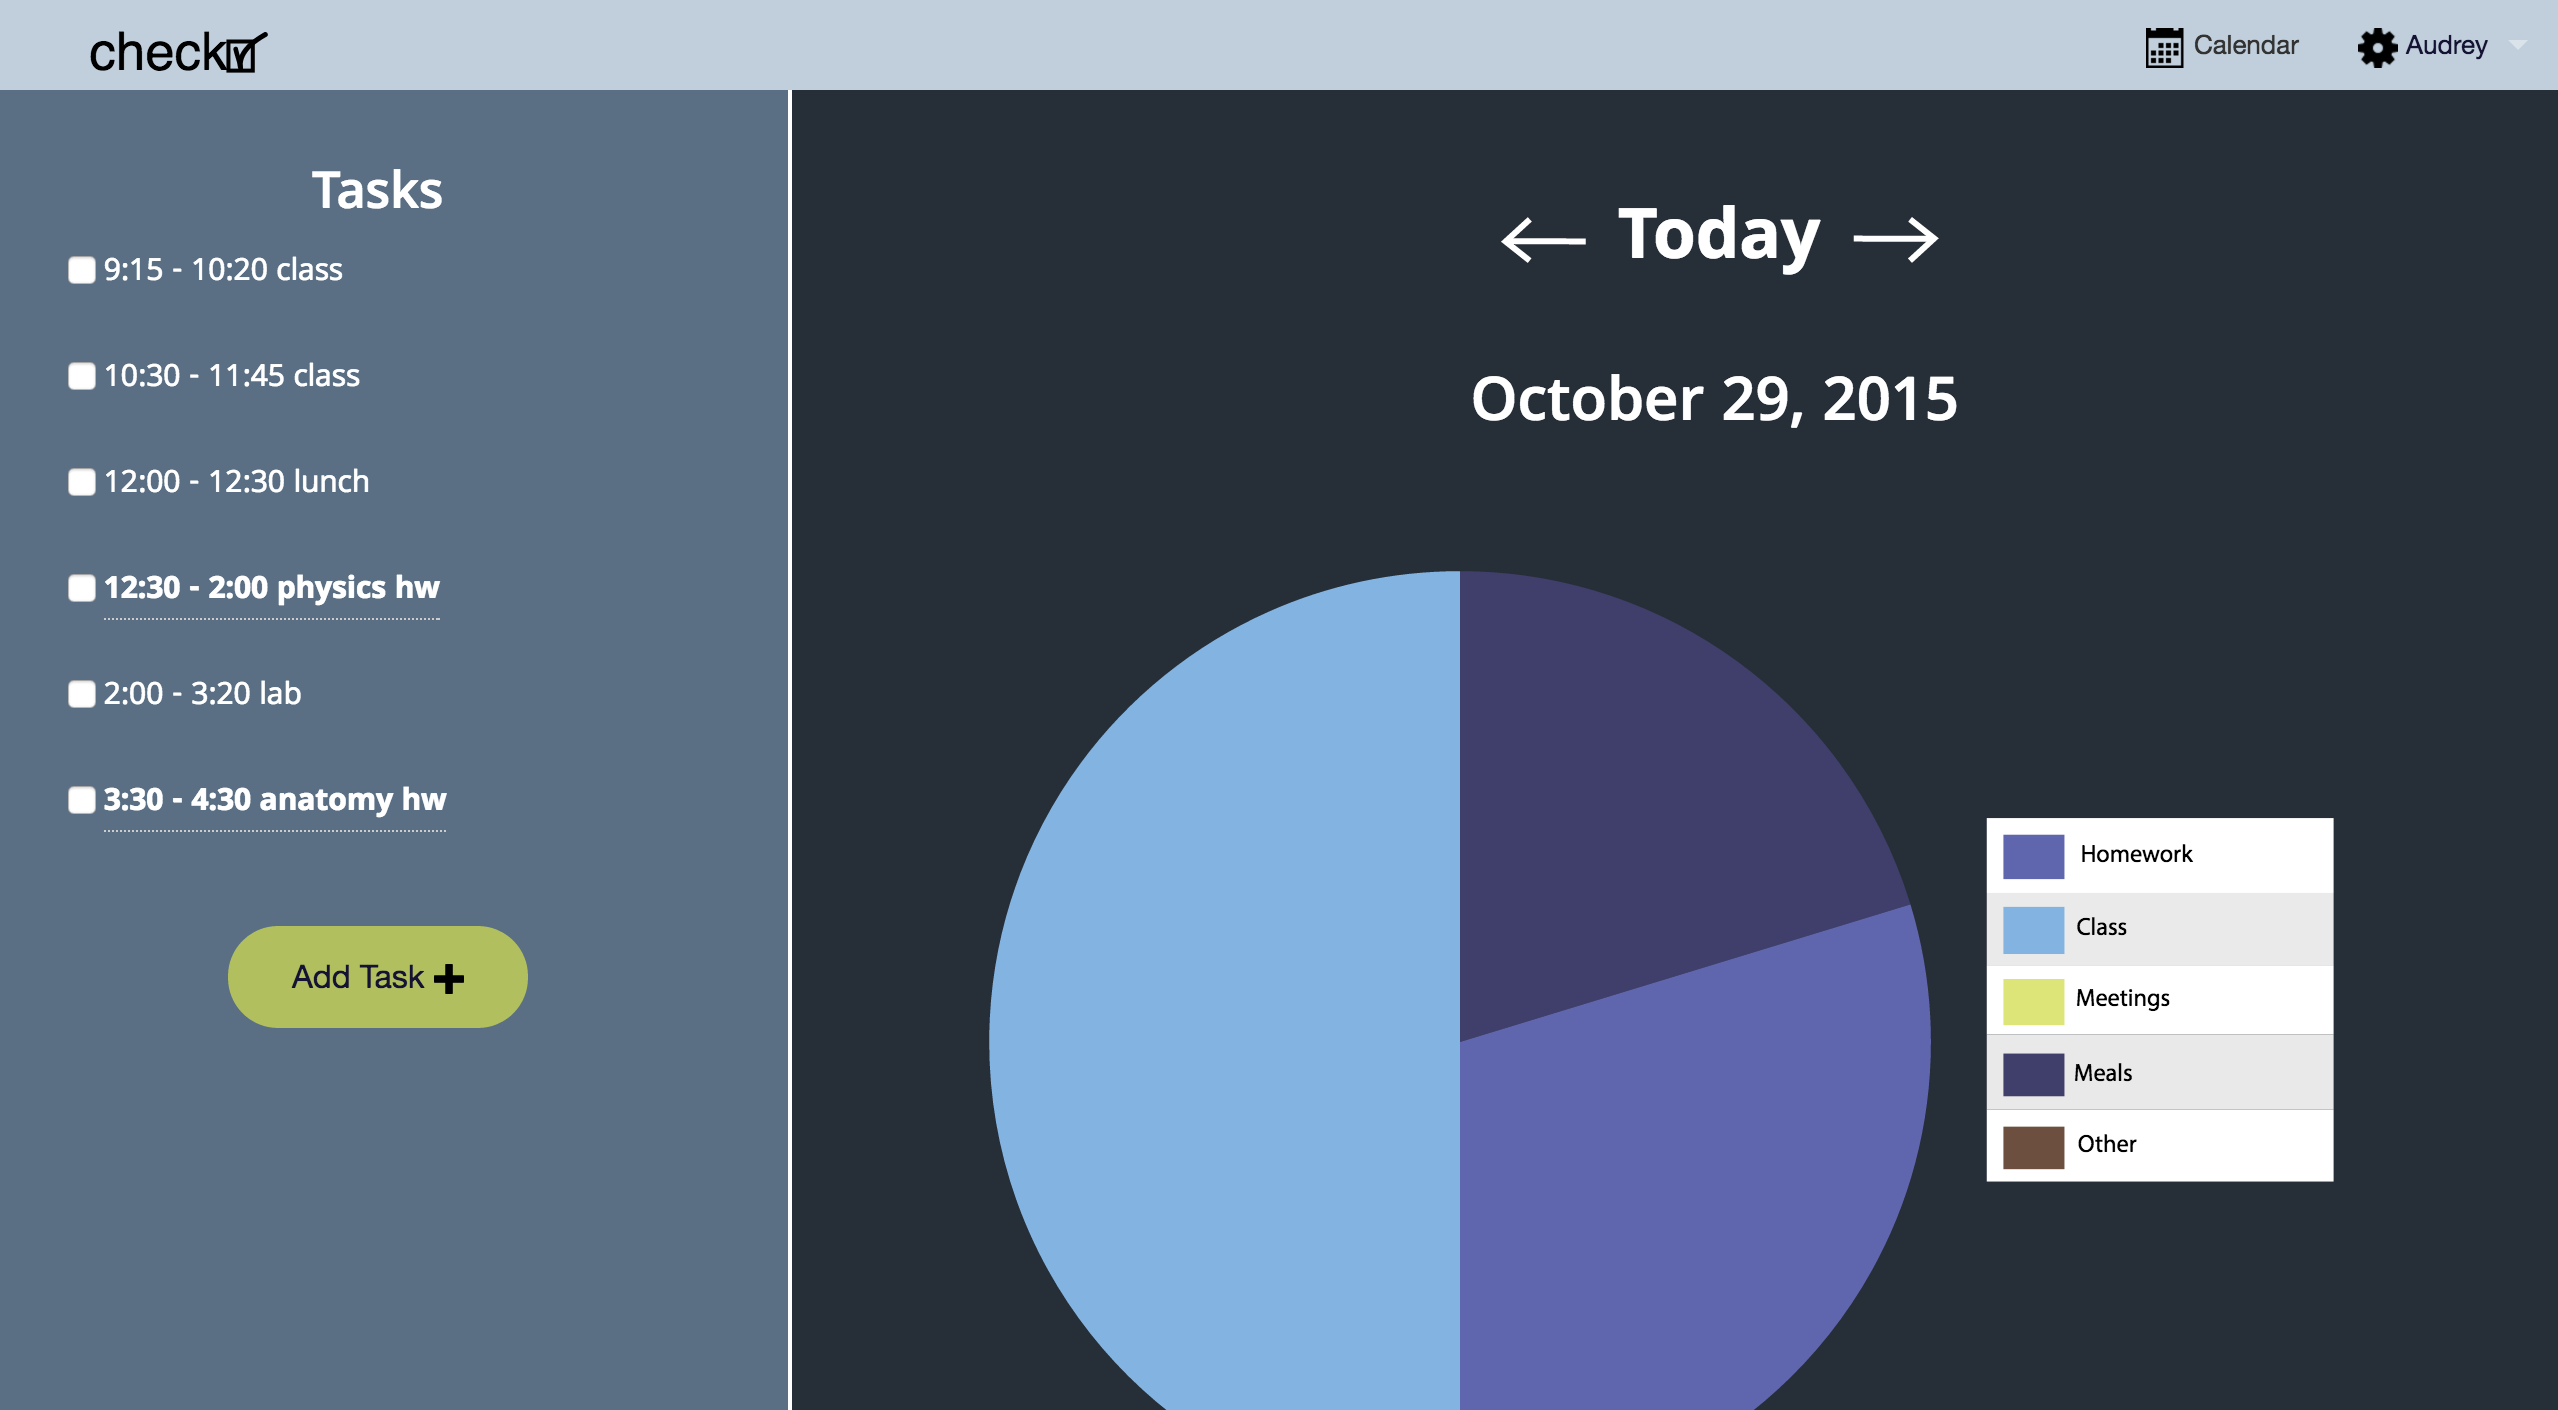 check
Calendar
Audrey
Tasks
9:15 - 10:20 class
10:30 - 11:45 class
12:00 - 12:30 lunch
12:30 - 2:00 physics hw
2:00 - 3:20 lab
3:30 - 4:30 anatomy hw
Add Task
Today
October 29, 2015
Homework
Class
Meetings
Meals
Other